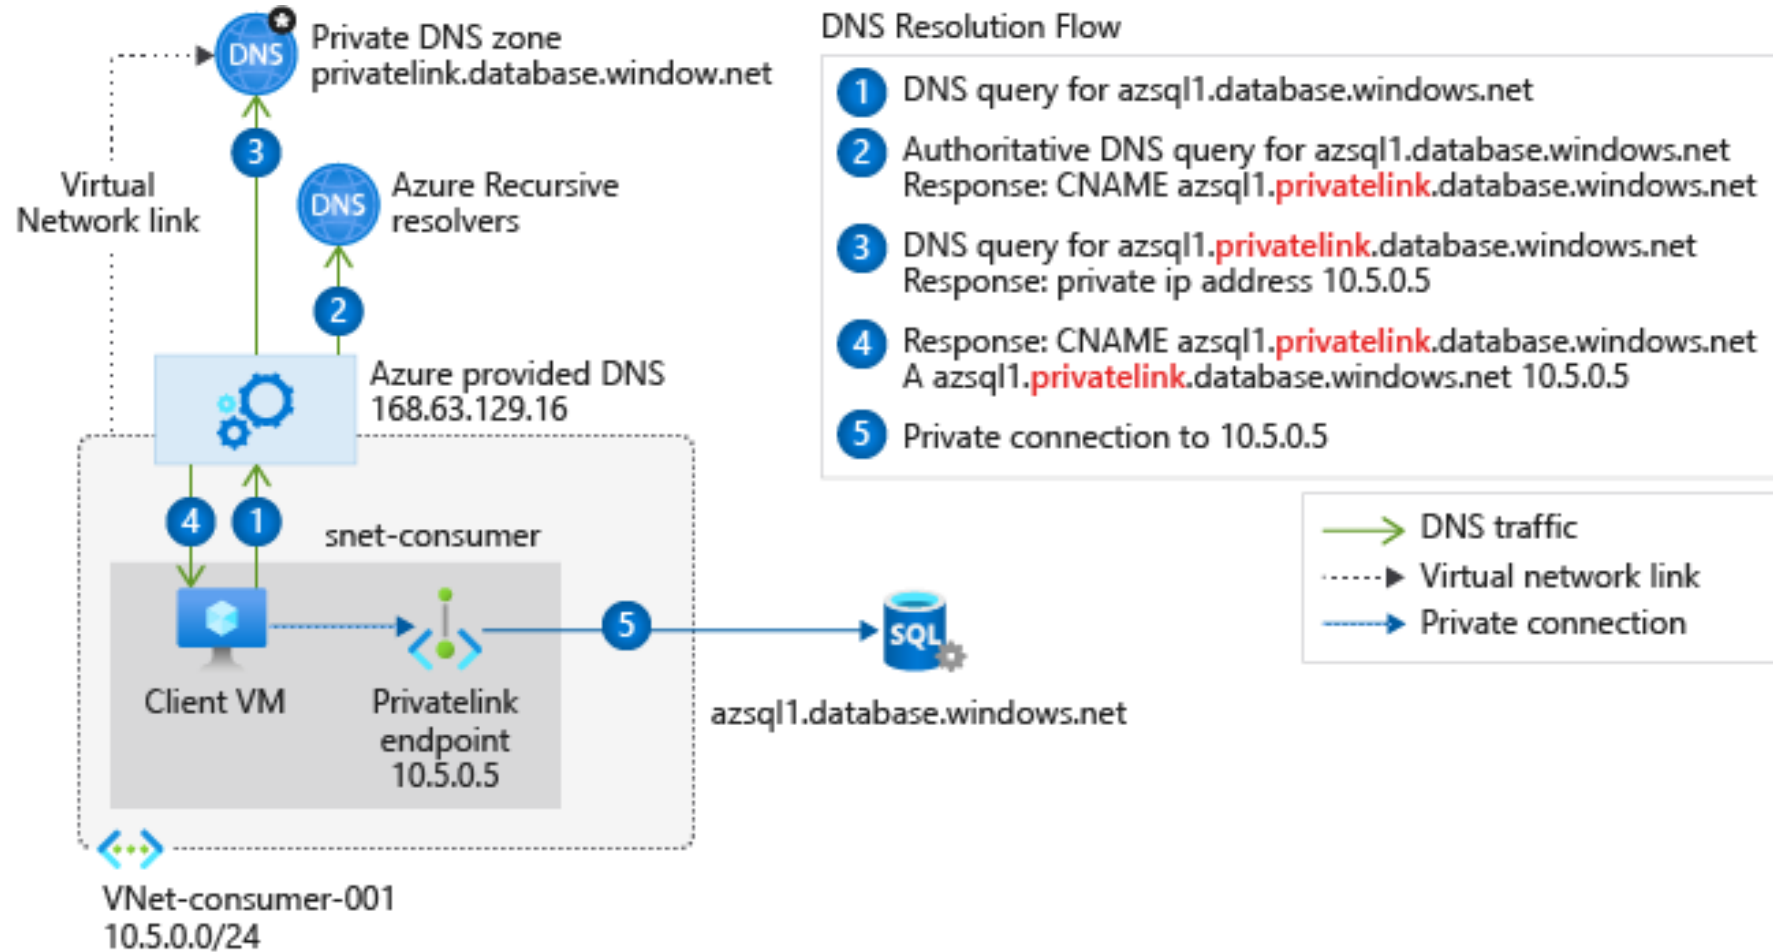 DNS
Private DNS zone
privatelink.database.window.net
3
Virtual
Network link
DNS
Azure Recursive
resolvers
2
Azure provided DNS
168.63.129.16
4
1
snet-consumer
Client VM
Privatelink
endpoint
10.5.0.5
5
SQL
azsql1.database.windows.net
VNet-consumer-001
10.5.0.0/24
DNS Resolution Flow
1 DNS query for azsql1.database.windows.net
2 Authoritative DNS query for azsql1.database.windows.net
Response: CNAME azsql1.privatelink.database.windows.net
3 DNS query for azsql1.privatelink.database.windows.net
Response: private ip address 10.5.0.5
4 Response: CNAME azsql1.privatelink.database.windows.net
A azsql1.privatelink.database.windows.net 10.5.0.5
5 Private connection to 10.5.0.5
DNS traffic
Virtual network link
Private connection